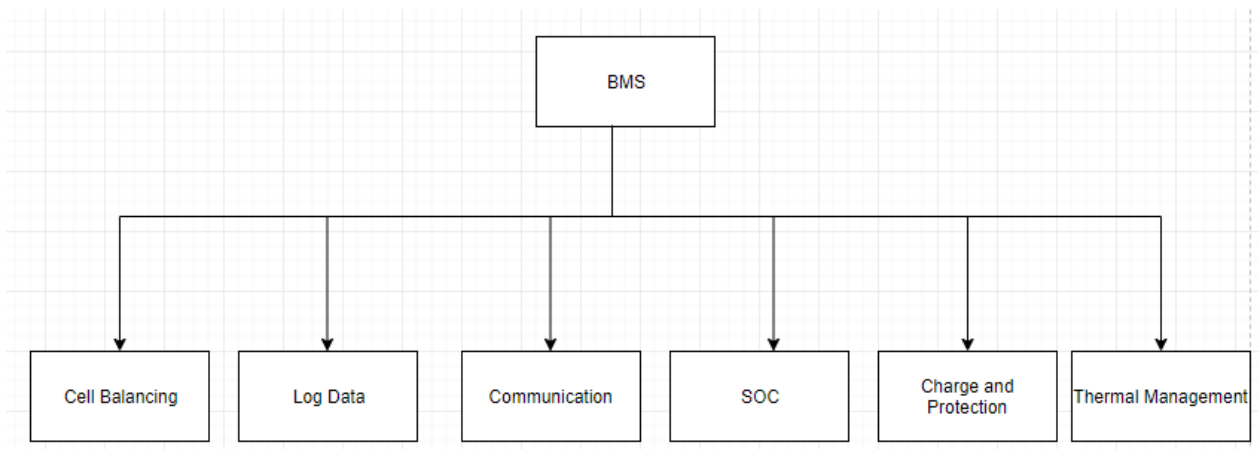 BMS
Cell Balancing
Log Data
Communication
SOC
Charge and
Protection
Thermal Management